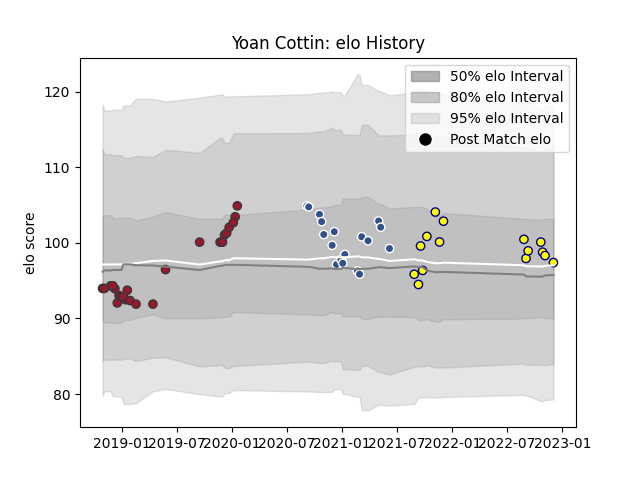 Yoan Cottin: elo History
50% elo Interval
80% elo Interval
95% elo Interval
Post Match elo
elo score
120
110
100
90
80
2019-01 2019-07 2020-01 2020-07 2021-01 2021-07 2022-01 2022-07 2023-01